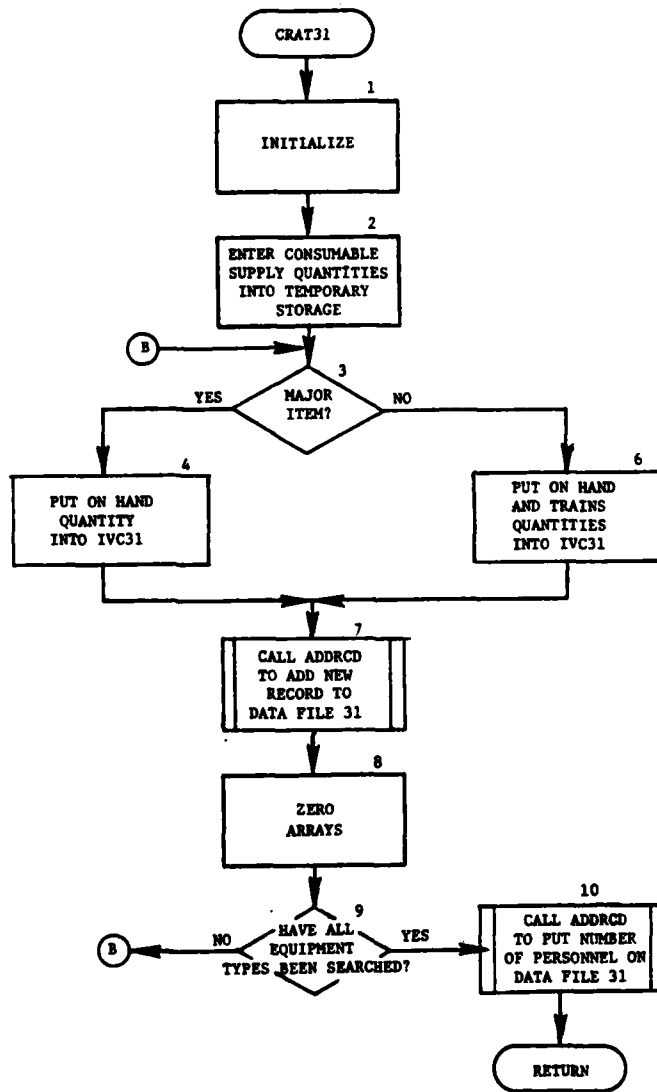 CRAT31
1
INITIALIZE
2
ENTER CONSUMABLE
SUPPLY QUANTITIES
INTO TEMPORARY
STORAGE
B
3
MAJOR
ITEM?
YES
NO
4
PUT ON HAND
QUANTITY
INTO IVC31
6
PUT ON HAND
AND TRAINS
QUANTITIES
INTO IVC31
7
CALL ADDRCD
TO ADD NEW
RECORD TO
DATA FILE 31
8
ZERO
ARRAYS
9
HAVE ALL
EQUIPMENT
TYPES BEEN SEARCHED?
NO
B
YES
10
CALL ADDRCD
TO PUT NUMBER
OF PERSONNEL ON
DATA FILE 31
RETURN